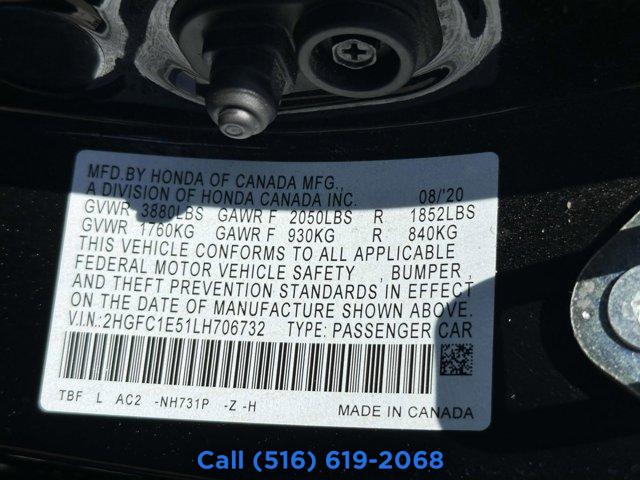 MFD.BY HONDA OF CANADA MFG.,
A DIVISION OF HONDA CANADA INC. 08/'20
GVWR 3880LBS GAWR F 2050LBS R 1852LBS
GVWR 1760KG GAWR F 930KG R 840KG
THIS VEHICLE CONFORMS TO ALL APPLICABLE
FEDERAL MOTOR VEHICLE SAFETY , BUMPER ,
AND THEFT PREVENTION STANDARDS IN EFFECT
ON THE DATE OF MANUFACTURE SHOWN ABOVE.
V.I.N.:2HGFC1E51LH706732 TYPE: PASSENGER CAR
TBF L AC2 -NH731P -Z -H MADE IN CANADA
Call (516) 619-2068